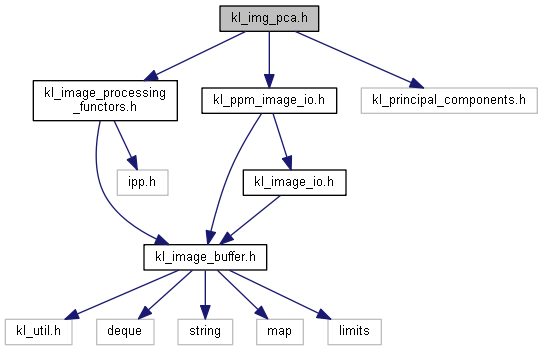 kl_img_pca.h
kl_image_processing
_functors.h
kl_ppm_image_io.h
kl_principal_components.h
ipp.h
kl_image_io.h
kl_image_buffer.h
kl_util.h
deque
string
map
limits